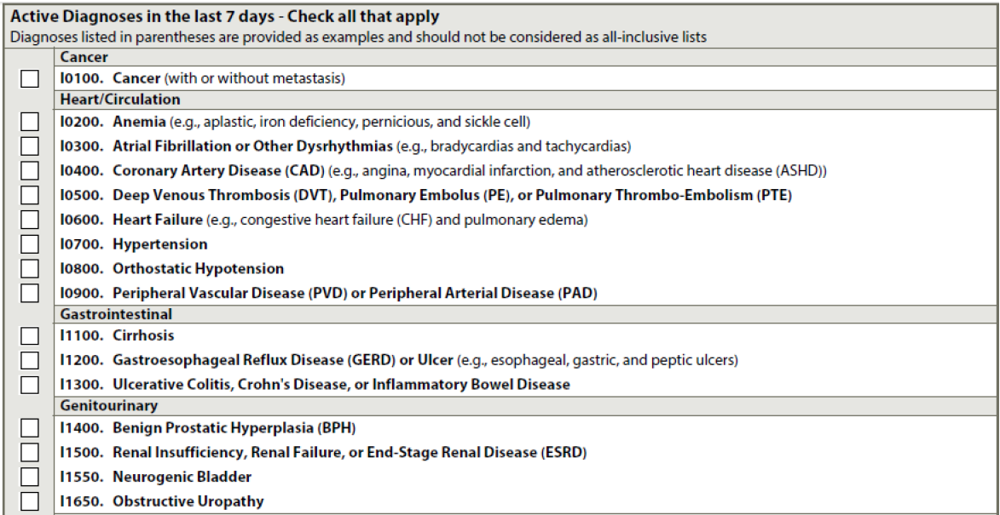 Active Diagnoses in the last 7 days - Check all that apply
Diagnoses listed in parentheses are provided as examples and should not be considered as all-inclusive lists
Cancer
I0100. Cancer (with or without metastasis)
Heart/Circulation
I0200. Anemia (e.g., aplastic, iron deficiency, pernicious, and sickle cell)
I0300. Atrial Fibrillation or Other Dysrhythmias (e.g., bradycardias and tachycardias)
I0400. Coronary Artery Disease (CAD) (e.g., angina, myocardial infarction, and atherosclerotic heart disease (ASHD))
I0500. Deep Venous Thrombosis (DVT), Pulmonary Embolus (PE), or Pulmonary Thrombo-Embolism (PTE)
I0600. Heart Failure (e.g., congestive heart failure (CHF) and pulmonary edema)
I0700. Hypertension
I0800. Orthostatic Hypotension
I0900. Peripheral Vascular Disease (PVD) or Peripheral Arterial Disease (PAD)
Gastrointestinal
I1100. Cirrhosis
I1200. Gastroesophageal Reflux Disease (GERD) or Ulcer (e.g., esophageal, gastric, and peptic ulcers)
I1300. Ulcerative Colitis, Crohn's Disease, or Inflammatory Bowel Disease
Genitourinary
I1400. Benign Prostatic Hyperplasia (BPH)
I1500. Renal Insufficiency, Renal Failure, or End-Stage Renal Disease (ESRD)
I1550. Neurogenic Bladder
I1650. Obstructive Uropathy